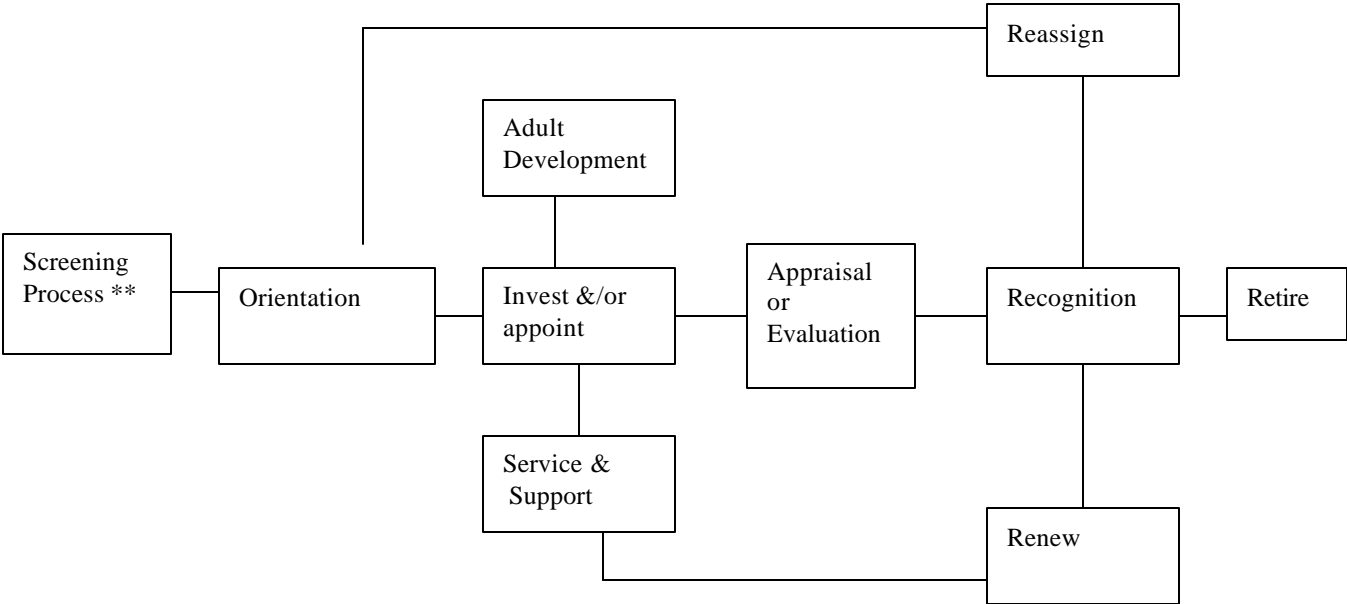 Reassign
Adult
Development
Screening
Process **
Orientation
Invest &/or
appoint
Appraisal
or
Evaluation
Recognition
Retire
Service &
Support
Renew